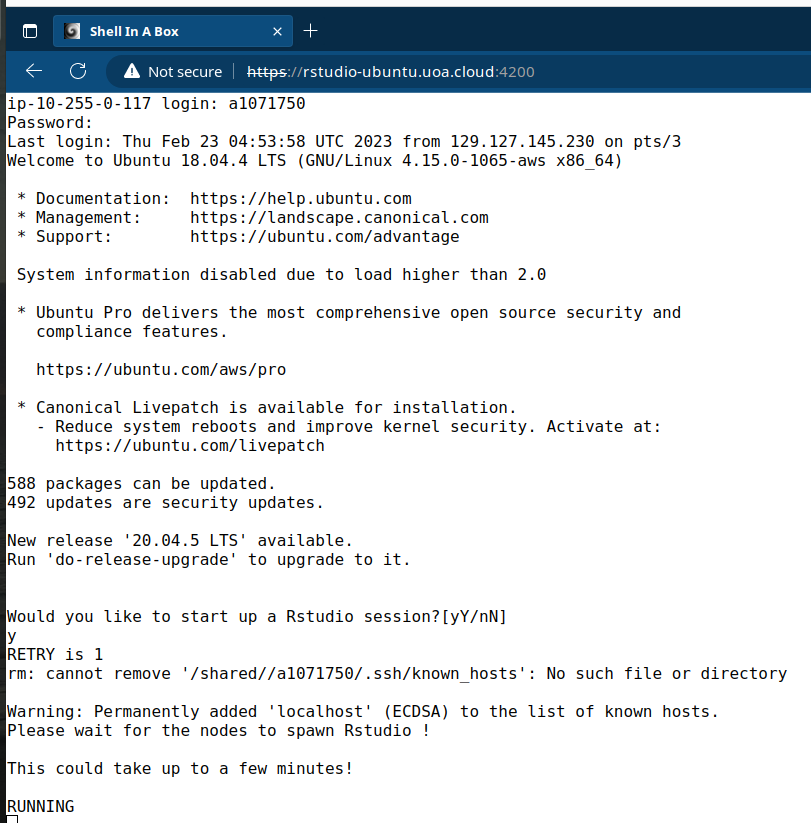 Shell In A Box
Not secure
https://rstudio-ubuntu.uoa.cloud:4200
ip-10-255-0-117 login: a1071750
Password:
Last login: Thu Feb 23 04:53:58 UTC 2023 from 129.127.145.230 on pts/3
Welcome to Ubuntu 18.04.4 LTS (GNU/Linux 4.15.0-1065-aws x86_64)
* Documentation:  https://help.ubuntu.com
* Management:     https://landscape.canonical.com
* Support:        https://ubuntu.com/advantage
System information disabled due to load higher than 2.0
* Ubuntu Pro delivers the most comprehensive open source security and
compliance features.
https://ubuntu.com/aws/pro
* Canonical Livepatch is available for installation.
- Reduce system reboots and improve kernel security. Activate at:
https://ubuntu.com/livepatch
588 packages can be updated.
492 updates are security updates.
New release '20.04.5 LTS' available.
Run 'do-release-upgrade' to upgrade to it.
Would you like to start up a Rstudio session?[yY/nN]
y
RETRY is 1
rm: cannot remove '/shared//a1071750/.ssh/known_hosts': No such file or directory
Warning: Permanently added 'localhost' (ECDSA) to the list of known hosts.
Please wait for the nodes to spawn Rstudio !
This could take up to a few minutes!
RUNNING